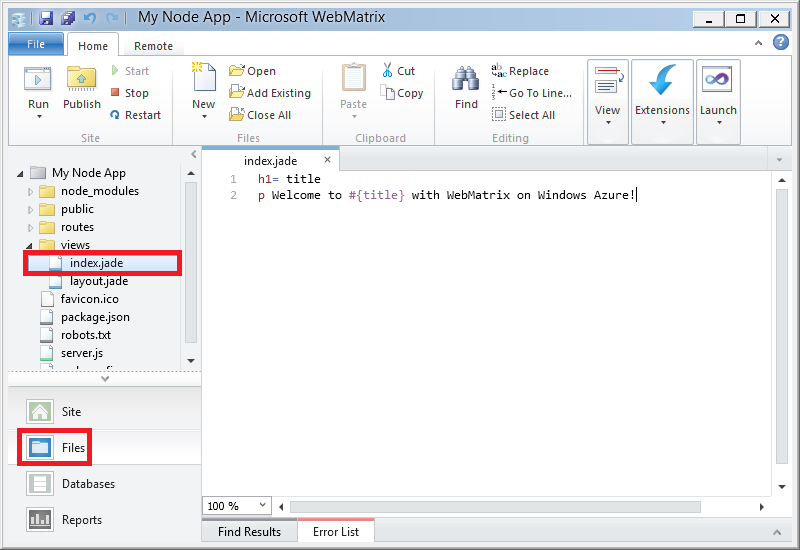 My Node App - Microsoft WebMatrix
File Home Remote
Run
Publish
Start
Stop
Restart
Site
New
Open
Add Existing
Close All
Files
Paste
Cut
Copy
Clipboard
Find
Replace
Go To Line...
Select All
Editing
View
Extensions
Launch
My Node App
node_modules
public
routes
views
index.jade
layout.jade
favicon.ico
package.json
robots.txt
server.js
Site
Files
Databases
Reports
index.jade
1 h1= title
2 p Welcome to #{title} with WebMatrix on Windows Azure!
100 %
Find Results Error List